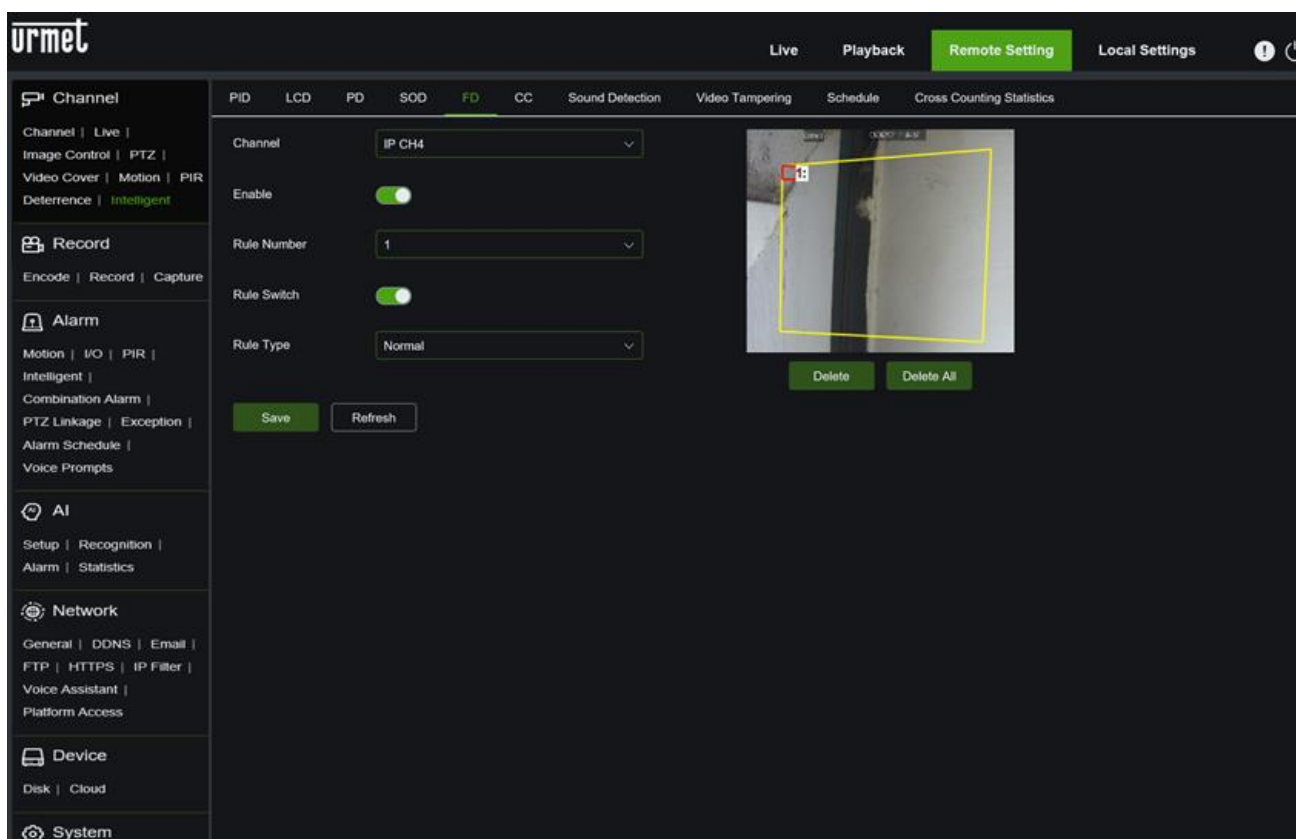 urmet
Live Playback Remote Setting Local Settings
Channel
Channel | Live |
Image Control | PTZ |
Video Cover | Motion | PIR
Deterrence | Intelligent
Record
Encode | Record | Capture
Alarm
Motion | I/O | PIR |
Intelligent |
Combination Alarm |
PTZ Linkage | Exception |
Alarm Schedule |
Voice Prompts
AI
Setup | Recognition |
Alarm | Statistics
Network
General | DDNS | Email |
FTP | HTTPS | IP Filter |
Voice Assistant |
Platform Access
Device
Disk | Cloud
System
PID LCD PD SOD FD CC Sound Detection Video Tampering Schedule Cross Counting Statistics
Channel IP CH4
Enable
Rule Number 1
Rule Switch
Rule Type Normal
Save Refresh
1:
Delete Delete All